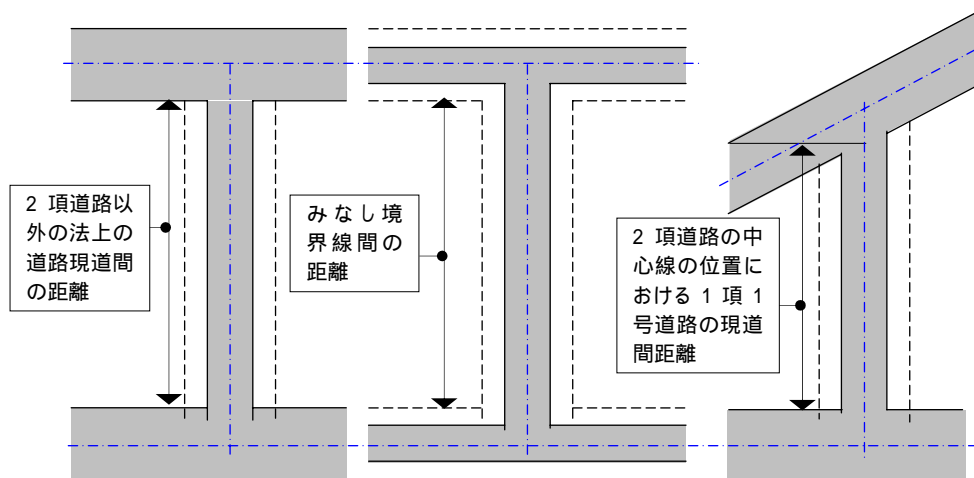 2 項道路以
外の法上の
道路現道間
の距離
みなし境
界線間の
距離
2 項道路の中
心線の位置に
おける 1 項 1
号道路の現道
間距離